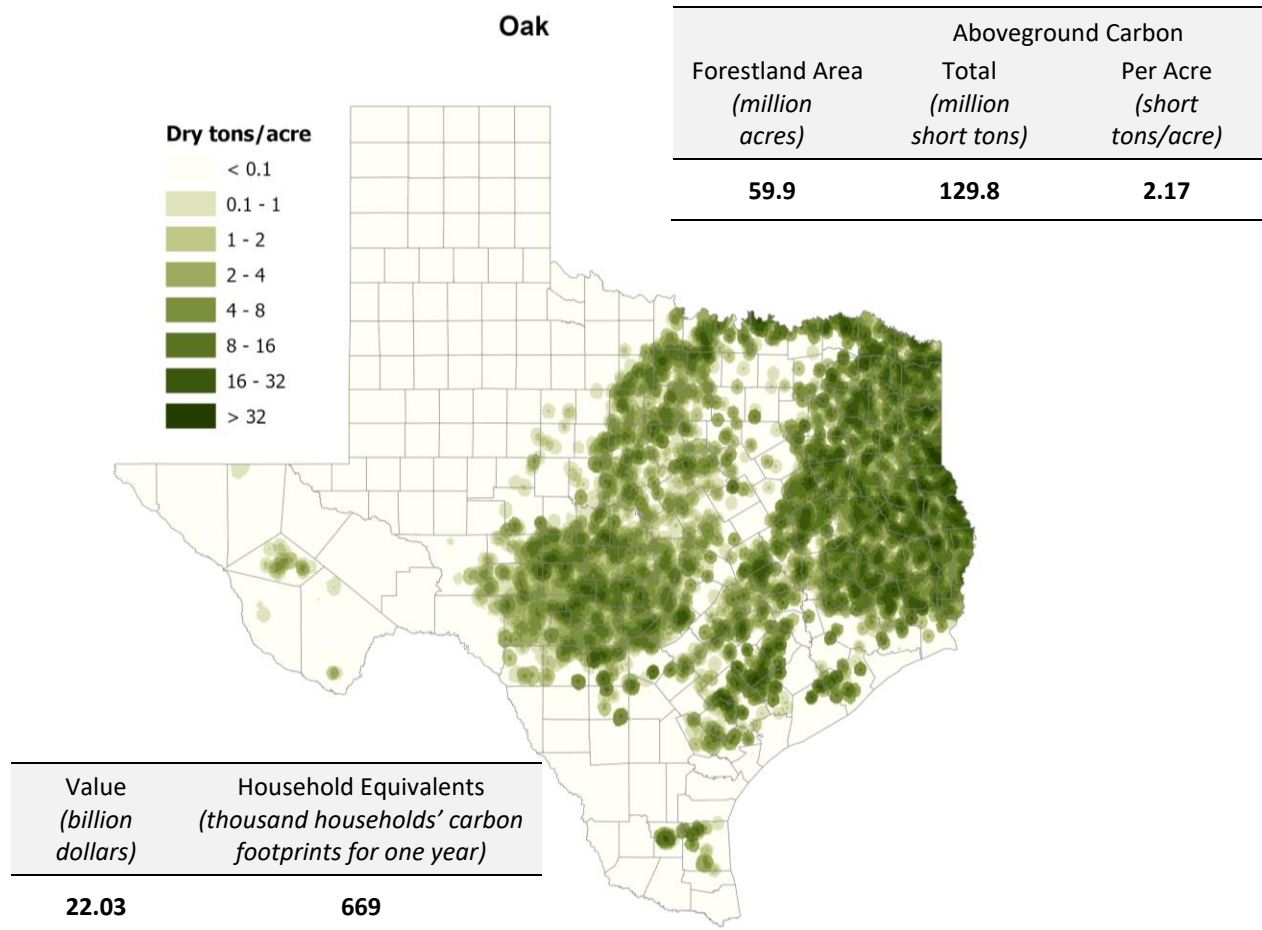 Oak
Aboveground Carbon
Forestland Area Total Per Acre
(million (million (short
acres) short tons) tons/acre)
59.9 129.8 2.17
Dry tons/acre
< 0.1
0.1 - 1
1 - 2
2 - 4
4 - 8
8 - 16
16 - 32
> 32
Value Household Equivalents
(billion (thousand households’ carbon
dollars) footprints for one year)
22.03 669